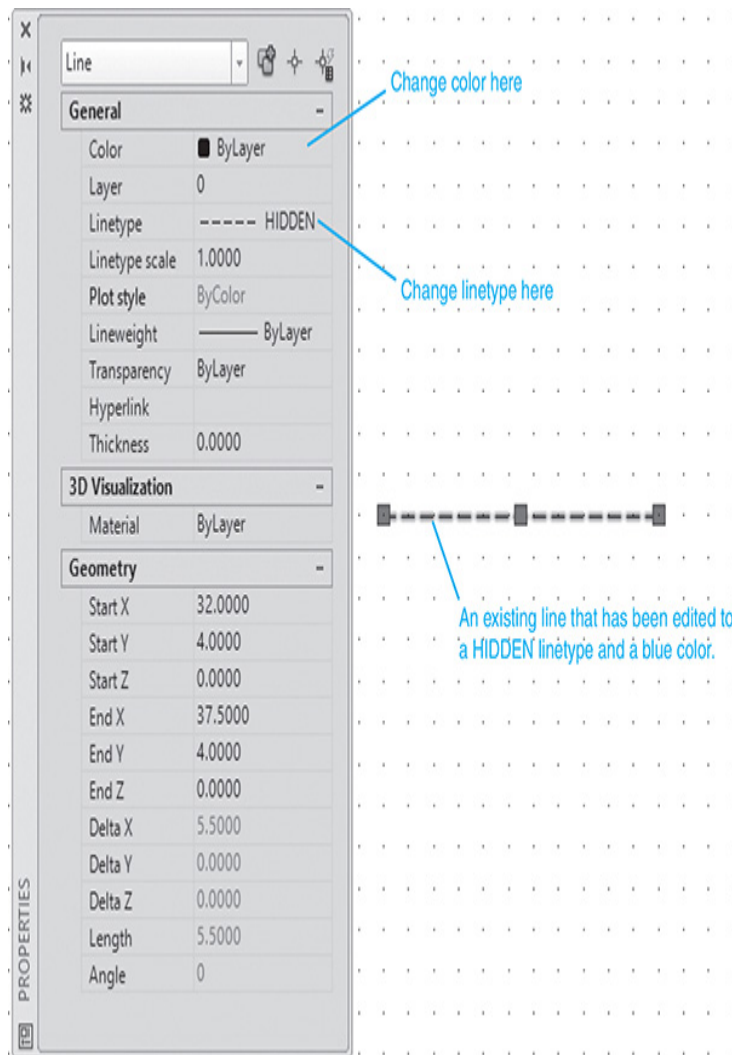 Line
Change color here
General
Color ByLayer
Layer 0
Linetype HIDDEN
Linetype scale 1.0000
Change linetype here
Plot style ByColor
Lineweight ByLayer
Transparency ByLayer
Hyperlink
Thickness 0.0000
3D Visualization
Material ByLayer
Geometry
Start X 32.0000
Start Y 4.0000
Start Z 0.0000
End X 37.5000
End Y 4.0000
End Z 0.0000
Delta X 5.5000
Delta Y 0.0000
Delta Z 0.0000
Length 5.5000
Angle 0
An existing line that has been edited to
a HIDDEN linetype and a blue color.
PROPERTIES